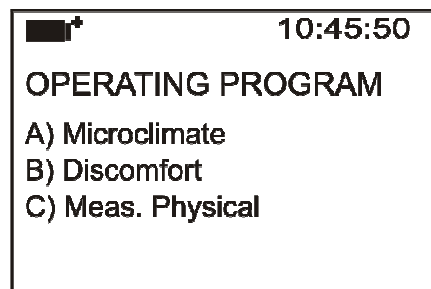 10:45:50
OPERATING PROGRAM
A) Microclimate
B) Discomfort
C) Meas. Physical